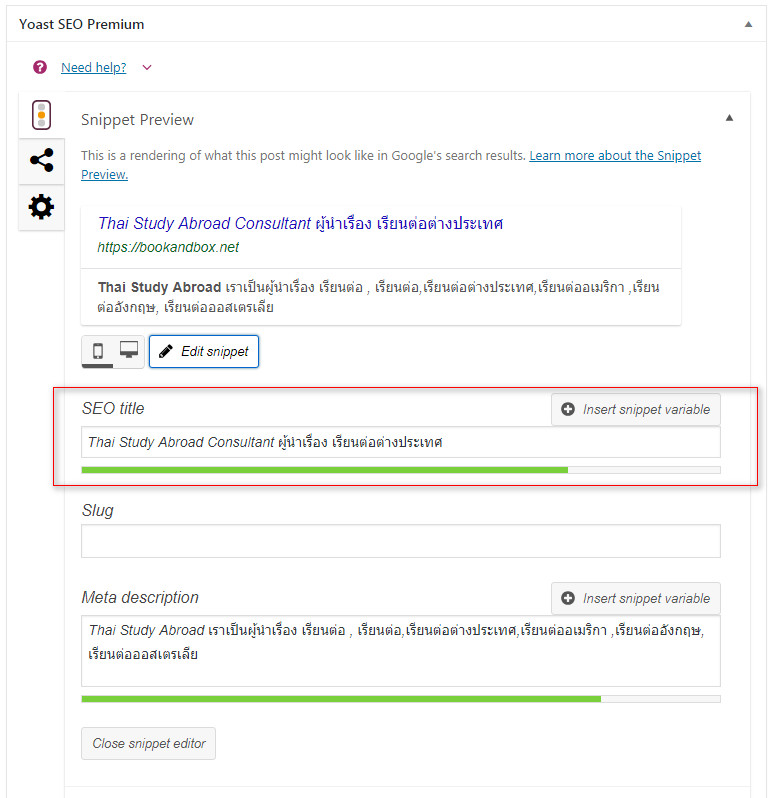 Yoast SEO Premium
Need help?
Snippet Preview
This is a rendering of what this post might look like in Google's search results. Learn more about the Snippet
Preview.
Thai Study Abroad Consultant ผู้นำเรื่อง เรียนต่อต่างประเทศ
https://bookandbox.net
Thai Study Abroad เราเป็นผู้นำเรื่อง เรียนต่อ , เรียนต่อ,เรียนต่อต่างประเทศ,เรียนต่ออเมริกา ,เรียน
ต่ออังกฤษ, เรียนต่อออสเตรเลีย
Edit snippet
SEO title
Insert snippet variable
Thai Study Abroad Consultant ผู้นำเรื่อง เรียนต่อต่างประเทศ
Slug
Meta description
Insert snippet variable
Thai Study Abroad เราเป็นผู้นำเรื่อง เรียนต่อ , เรียนต่อ,เรียนต่อต่างประเทศ,เรียนต่ออเมริกา ,เรียนต่ออังกฤษ,
เรียนต่อออสเตรเลีย
Close snippet editor